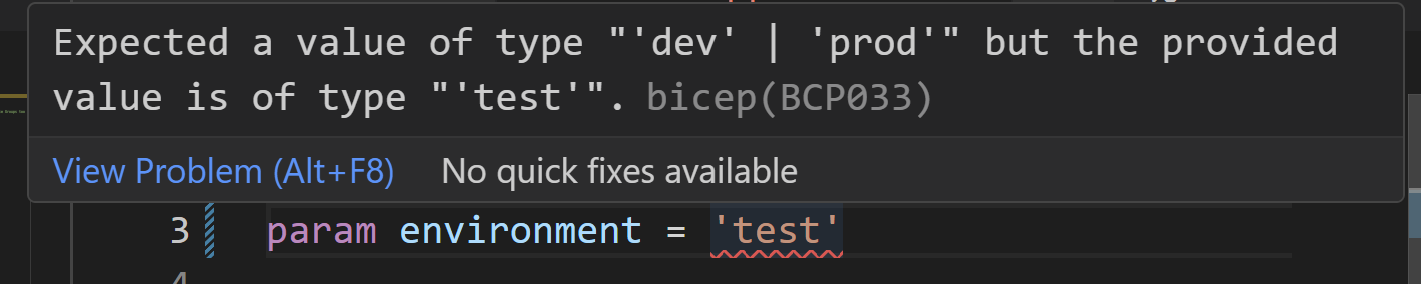 Expected a value of type "'dev' | 'prod'" but the provided
value is of type "'test'". bicep(BCP033)
View Problem (Alt+F8) No quick fixes available
3 param environment = 'test'